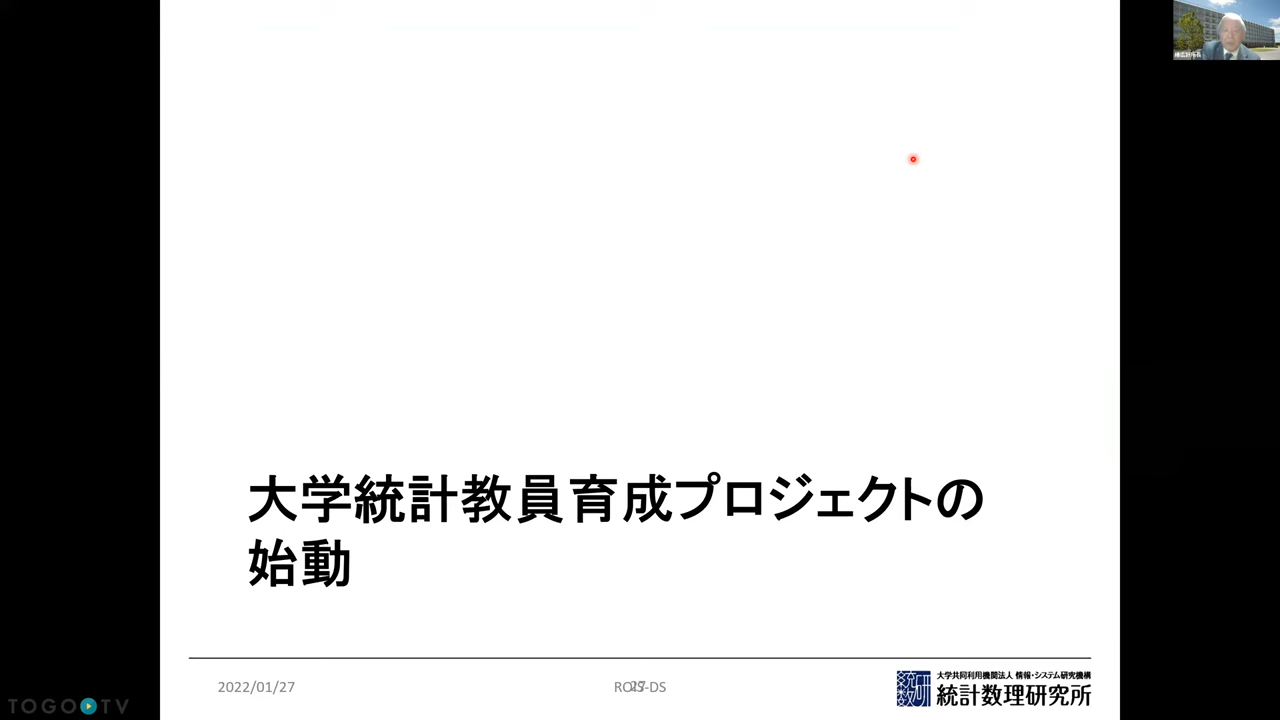 大学統計教員育成プロジェクトの
始動
2022/01/27
大学共同利用機関法人 情報・システム研究機構
統計数理研究所
TOGO TV